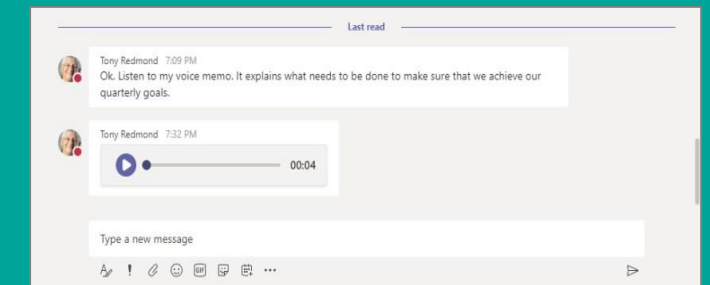 Last read
Tony Redmond 7:09 PM
Ok. Listen to my voice memo. It explains what needs to be done to make sure that we achieve our
quarterly goals.
Tony Redmond 7:32 PM
00:04
Type a new message
GIF